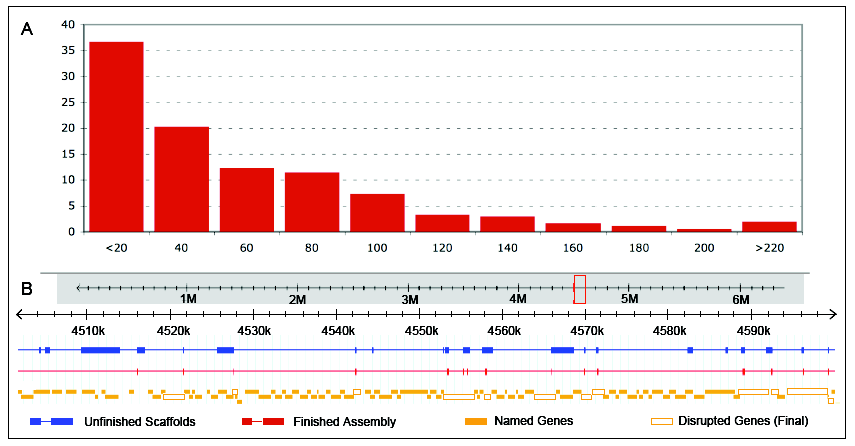 A
40
35
30
25
20
15
10
5
0
<20 40 60 80 100 120 140 160 180 200 >220
B
1M 2M 3M 4M 5M 6M
4510k 4520k 4530k 4540k 4550k 4560k 4570k 4580k 4590k
Unfinished Scaffolds Finished Assembly Named Genes Disrupted Genes (Final)